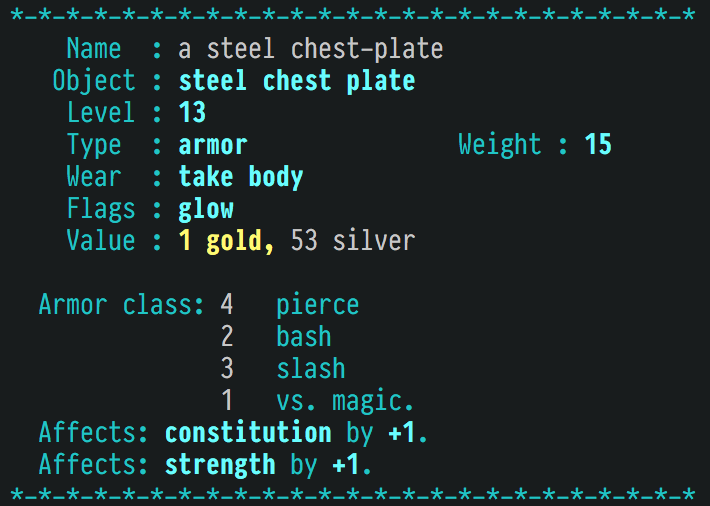 *-*-*-*-*-*-*-*-*-*-*-*-*-*-*-*-*-*-*-*-*-*-*-*-*
Name : a steel chest-plate
Object : steel chest plate
Level : 13
Type : armor Weight : 15
Wear : take body
Flags : glow
Value : 1 gold, 53 silver
Armor class: 4 pierce
2 bash
3 slash
1 vs. magic.
Affects: constitution by +1.
Affects: strength by +1.
*-*-*-*-*-*-*-*-*-*-*-*-*-*-*-*-*-*-*-*-*-*-*-*-*